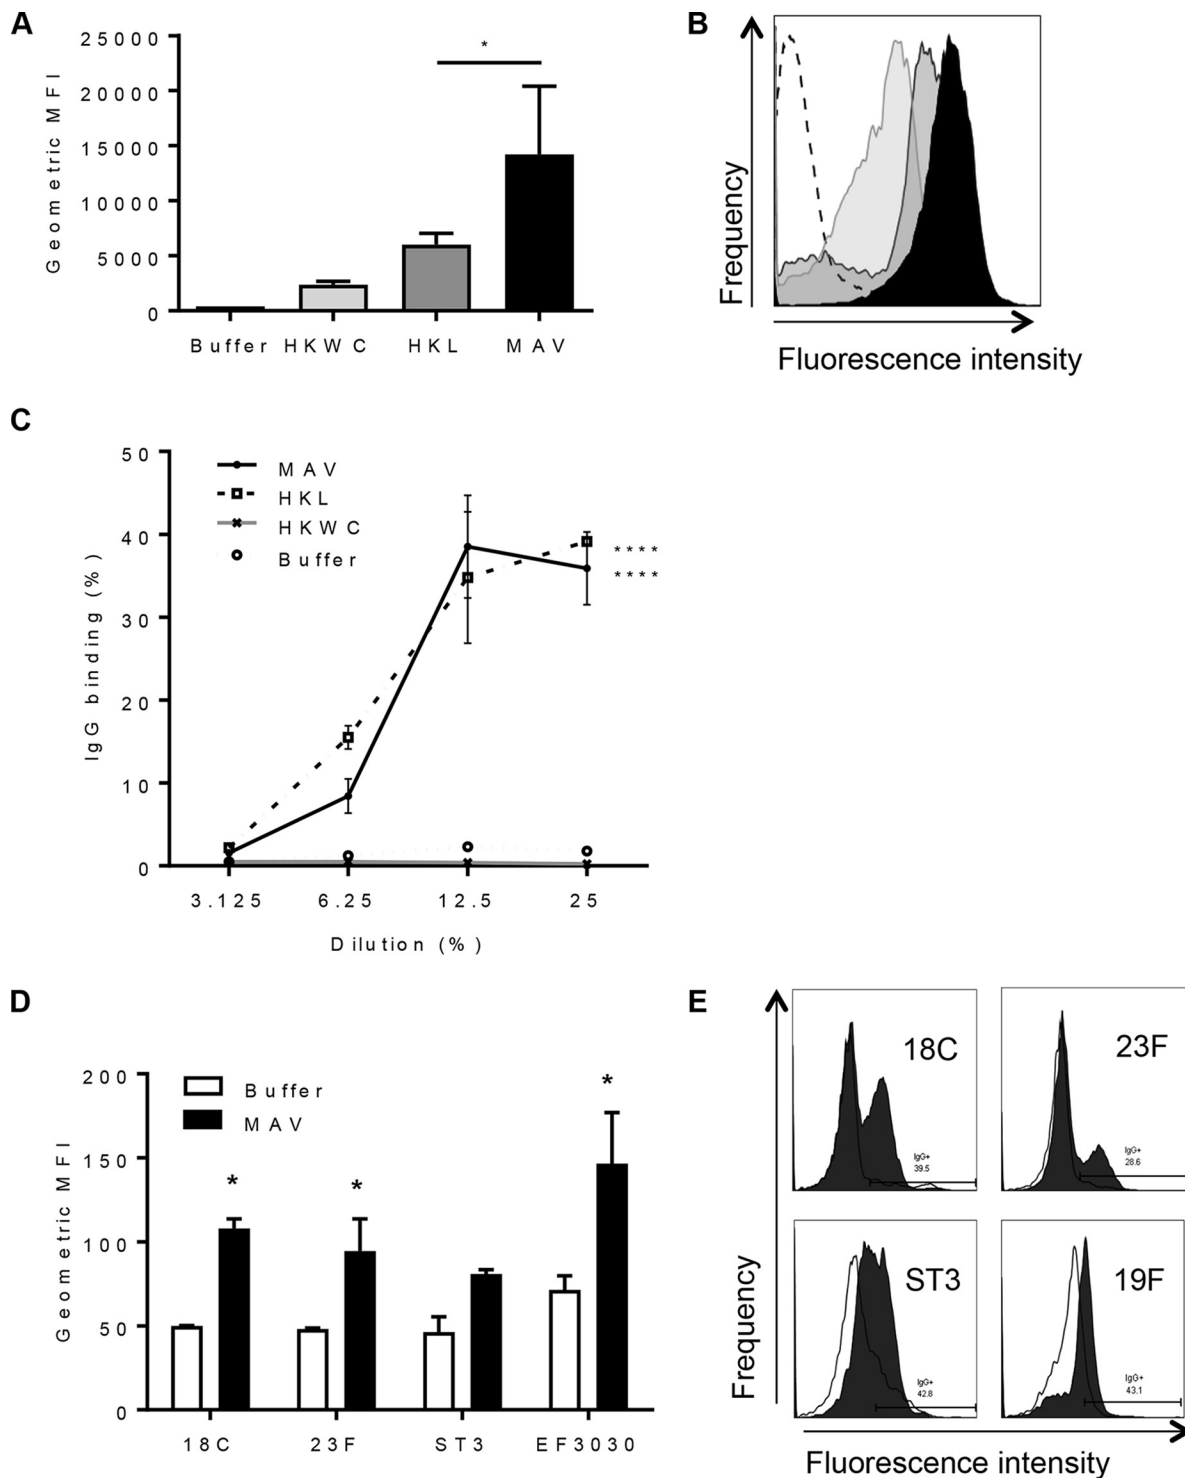 A
25000
20000
15000
10000
5000
0
Geometric MFI
*
Buffer HKWC HKL MAV
B
Frequency
Fluorescence intensity
C
50
40
30
20
10
0
IgG binding (%)
MAV
HKL
HKWC
Buffer
****
****
3.125 6.25 12.5 25
Dilution (%)
D
200
150
100
50
0
Geometric MFI
Buffer
MAV
* * *
18C 23F ST3 EF3030
E
18C
IgG+
39.5
23F
IgG+
28.6
ST3
IgG+
42.8
19F
IgG+
43.1
Frequency
Fluorescence intensity